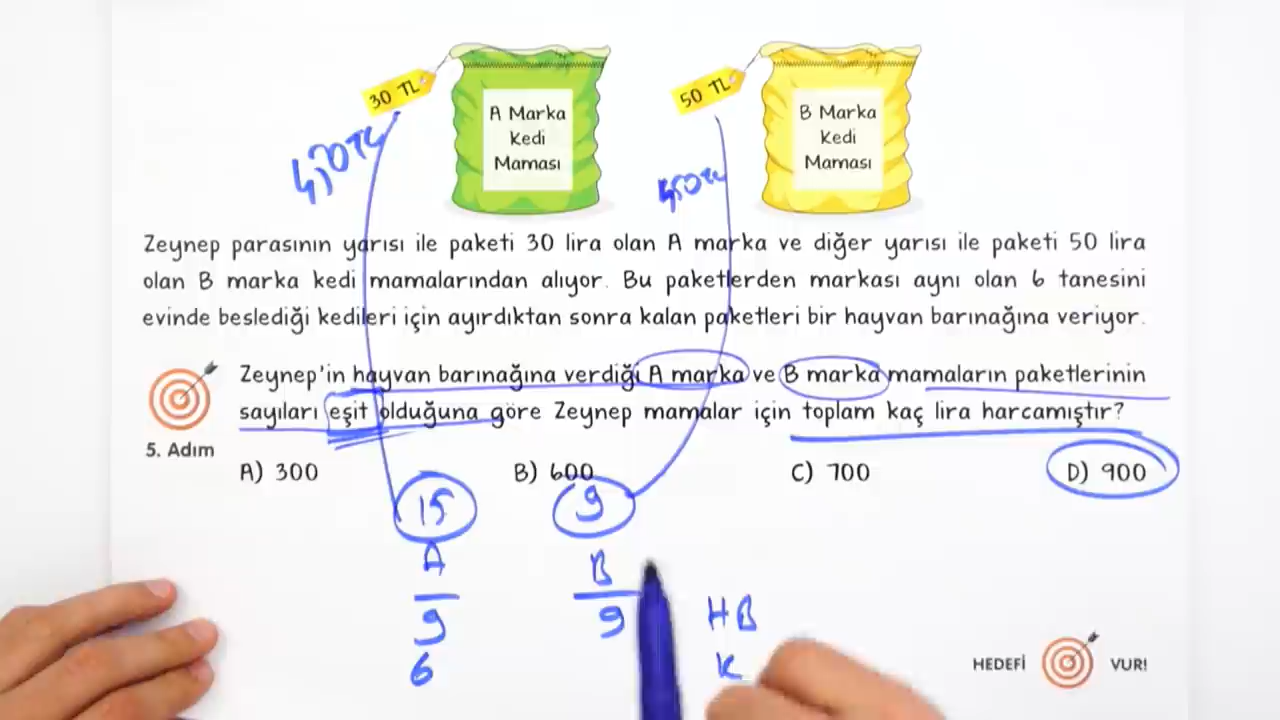 30 TL
A Marka
Kedi
Maması
50 TL
B Marka
Kedi
Maması
450TL
450TL
Zeynep parasının yarısı ile paketi 30 lira olan A marka ve diğer yarısı ile paketi 50 lira
olan B marka kedi mamalarından alıyor. Bu paketlerden markası aynı olan 6 tanesini
evinde beslediği kedileri için ayırdıktan sonra kalan paketleri bir hayvan barınağına veriyor.
Zeynep'in hayvan barınağına verdiği A marka ve B marka mamaların paketlerinin
sayıları eşit olduğuna göre Zeynep mamalar için toplam kaç lira harcamıştır?
5. Adım
A) 300 B) 600 C) 700 D) 900
15 9
A B
9 9 HB
6 K
HEDEFİ VUR!